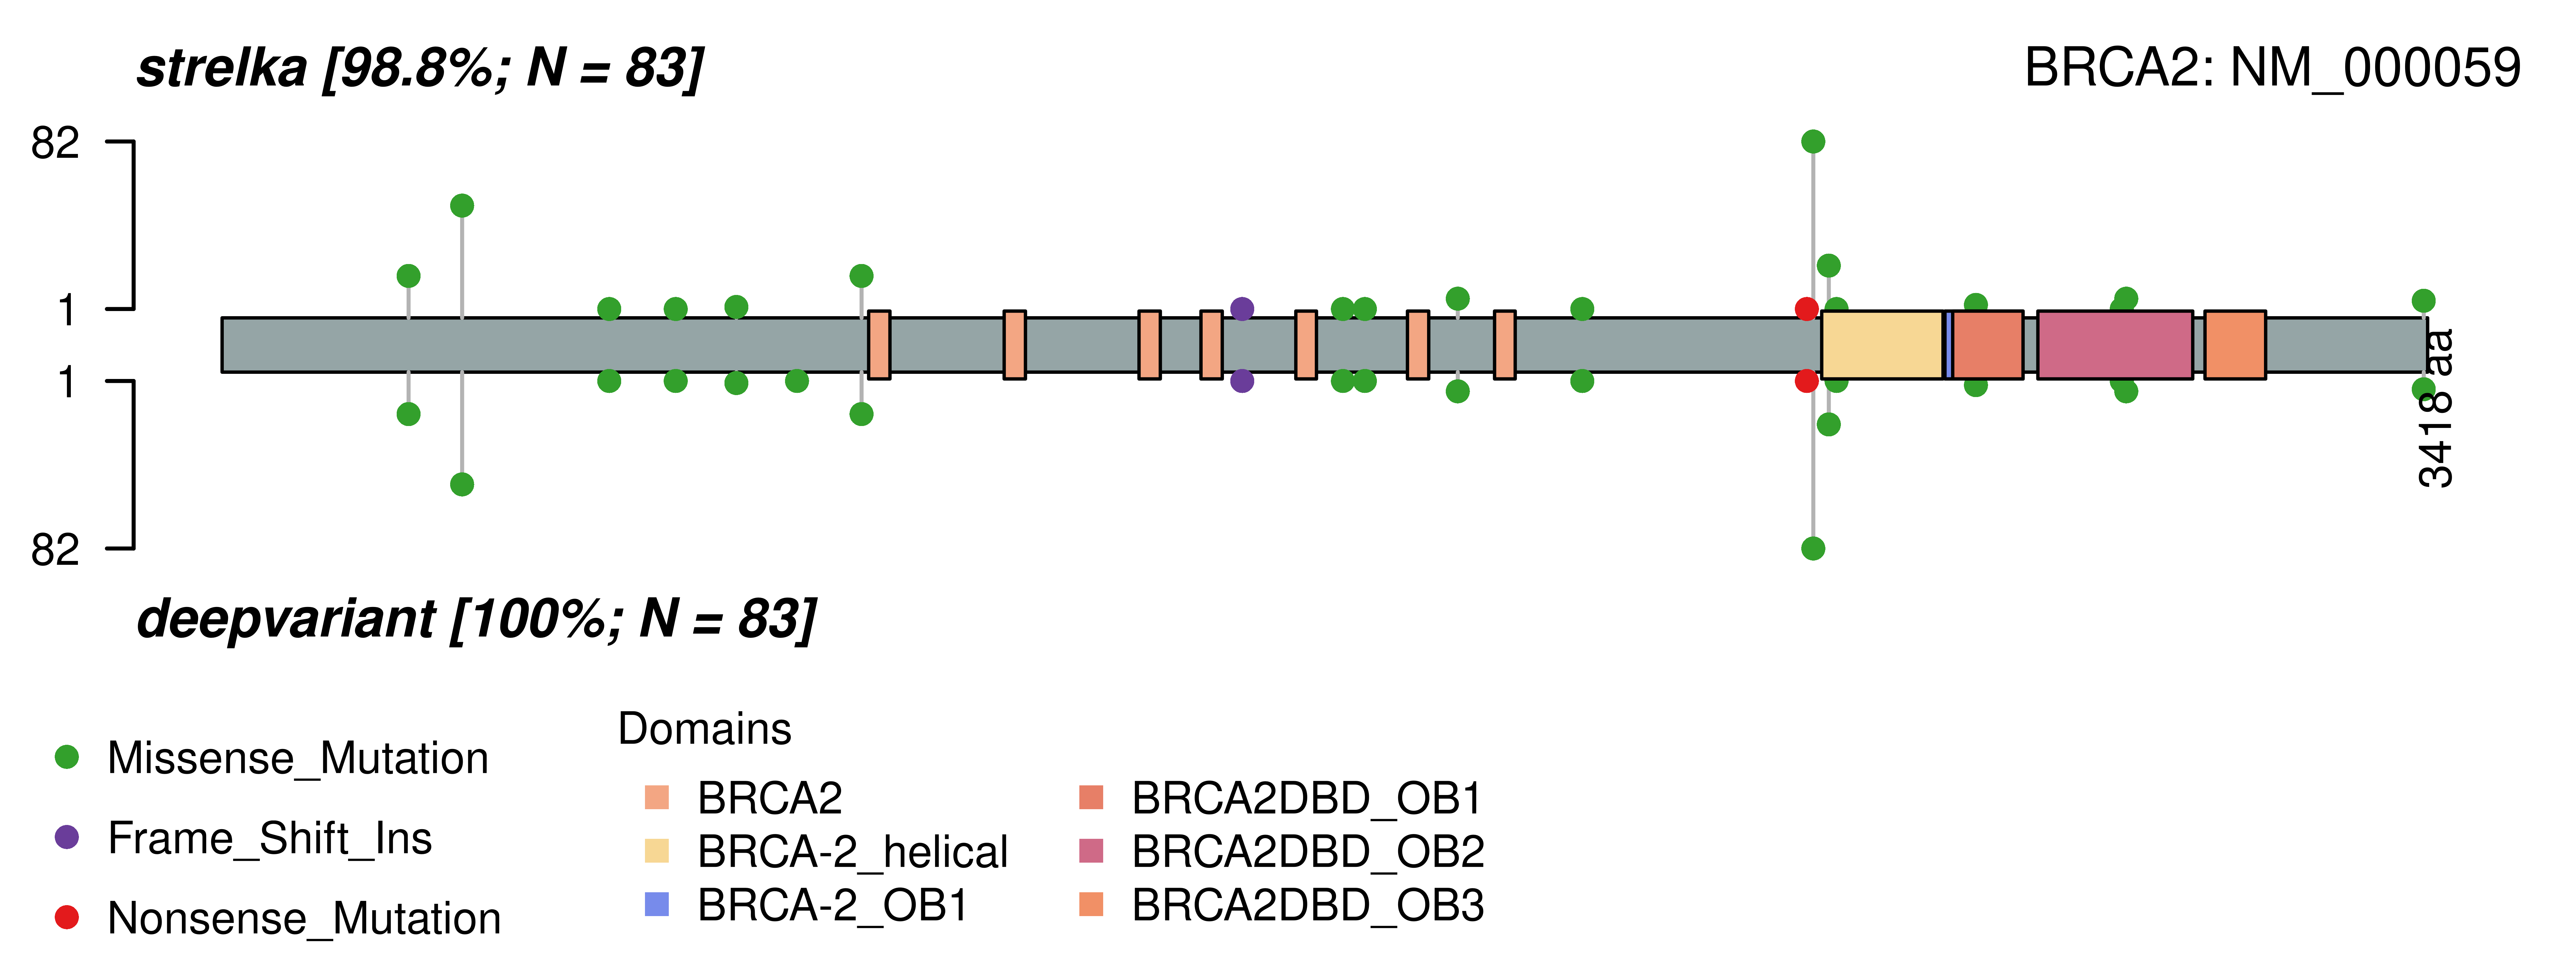 strelka [98.8%; N = 83]
BRCA2: NM_000059
82
1
1
82
3418 aa
deepvariant [100%; N = 83]
Missense_Mutation
Frame_Shift_Ins
Nonsense_Mutation
Domains
BRCA2
BRCA-2_helical
BRCA-2_OB1
BRCA2DBD_OB1
BRCA2DBD_OB2
BRCA2DBD_OB3